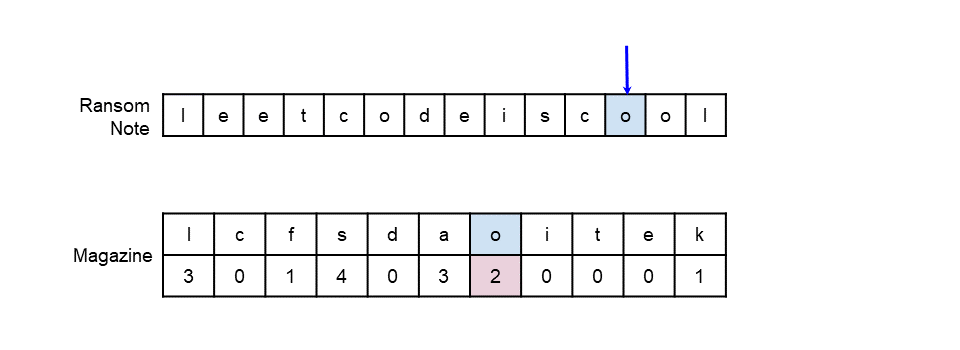 Ransom Note
l e e t c o d e i s c o o l
l c f s d a o i t e k
Magazine
3 0 1 4 0 3 2 0 0 0 1